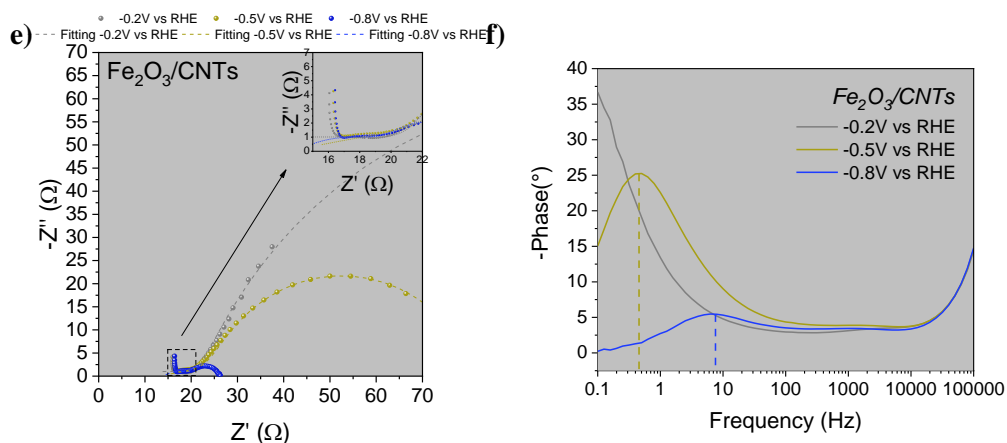 e)
-0.2V vs RHE -0.5V vs RHE -0.8V vs RHE
Fitting -0.2V vs RHE Fitting -0.5V vs RHE Fitting -0.8V vs RHE
Fe2O3/CNTs
-Z'' (Ω)
70
65
60
55
50
45
40
35
30
25
20
15
10
5
0
0 10 20 30 40 50 60 70
Z' (Ω)
-Z'' (Ω)
7
6
5
4
3
2
1
0
16 18 20 22
Z' (Ω)
f)
Fe2O3/CNTs
-0.2V vs RHE
-0.5V vs RHE
-0.8V vs RHE
-Phase(°)
40
35
30
25
20
15
10
5
0
0.1 1 10 100 1000 10000 100000
Frequency (Hz)